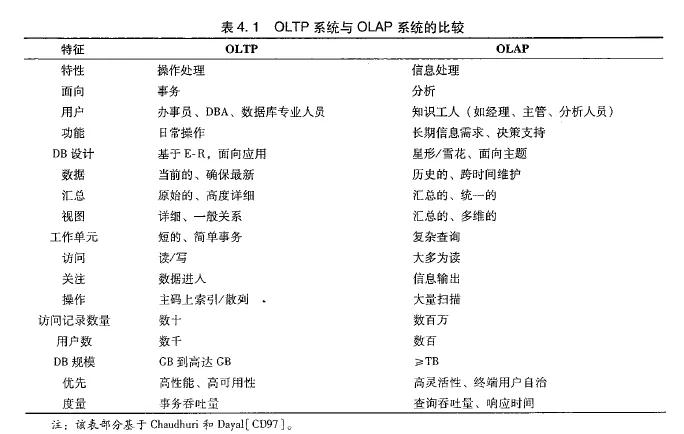 表 4.1 OLTP 系统与 OLAP 系统的比较
特征 OLTP OLAP
特性 操作处理 信息处理
面向 事务 分析
用户 办事员、DBA、数据库专业人员 知识工人（如经理、主管、分析人员）
功能 日常操作 长期信息需求、决策支持
DB 设计 基于 E-R，面向应用 星形/雪花、面向主题
数据 当前的、确保最新 历史的、跨时间维护
汇总 原始的、高度详细 汇总的、统一的
视图 详细、一般关系 汇总的、多维的
工作单元 短的、简单事务 复杂查询
访问 读/写 大多为读
关注 数据进入 信息输出
操作 主码上索引/散列 大量扫描
访问记录数量 数十 数百万
用户数 数千 数百
DB 规模 GB 到高达 GB ≥TB
优先 高性能、高可用性 高灵活性、终端用户自治
度量 事务吞吐量 查询吞吐量、响应时间
注：该表部分基于 Chaudhuri 和 Dayal[CD97]。